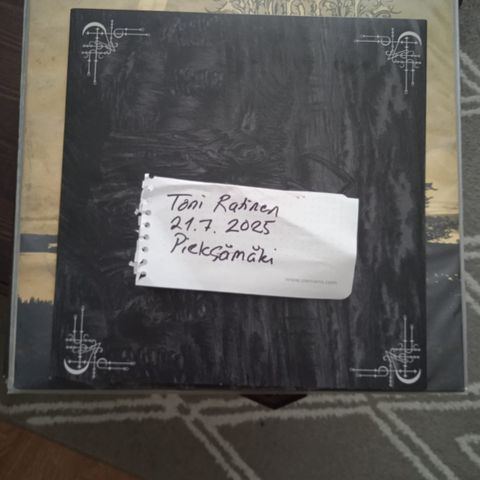 Toni Ratinen
21.7. 2025
Pieksämäki